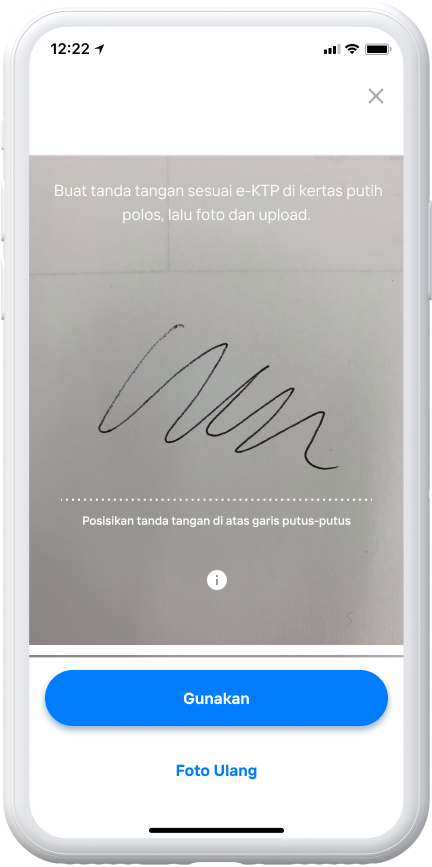 12:22
Buat tanda tangan sesuai e-KTP di kertas putih
polos, lalu foto dan upload.
Posisikan tanda tangan di atas garis putus-putus
Gunakan
Foto Ulang